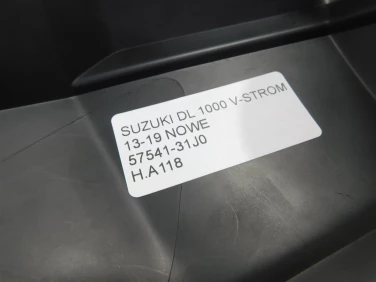 SUZUKI DL 1000 V-STROM
13-19 NOWE
57541-31J0
H.A118